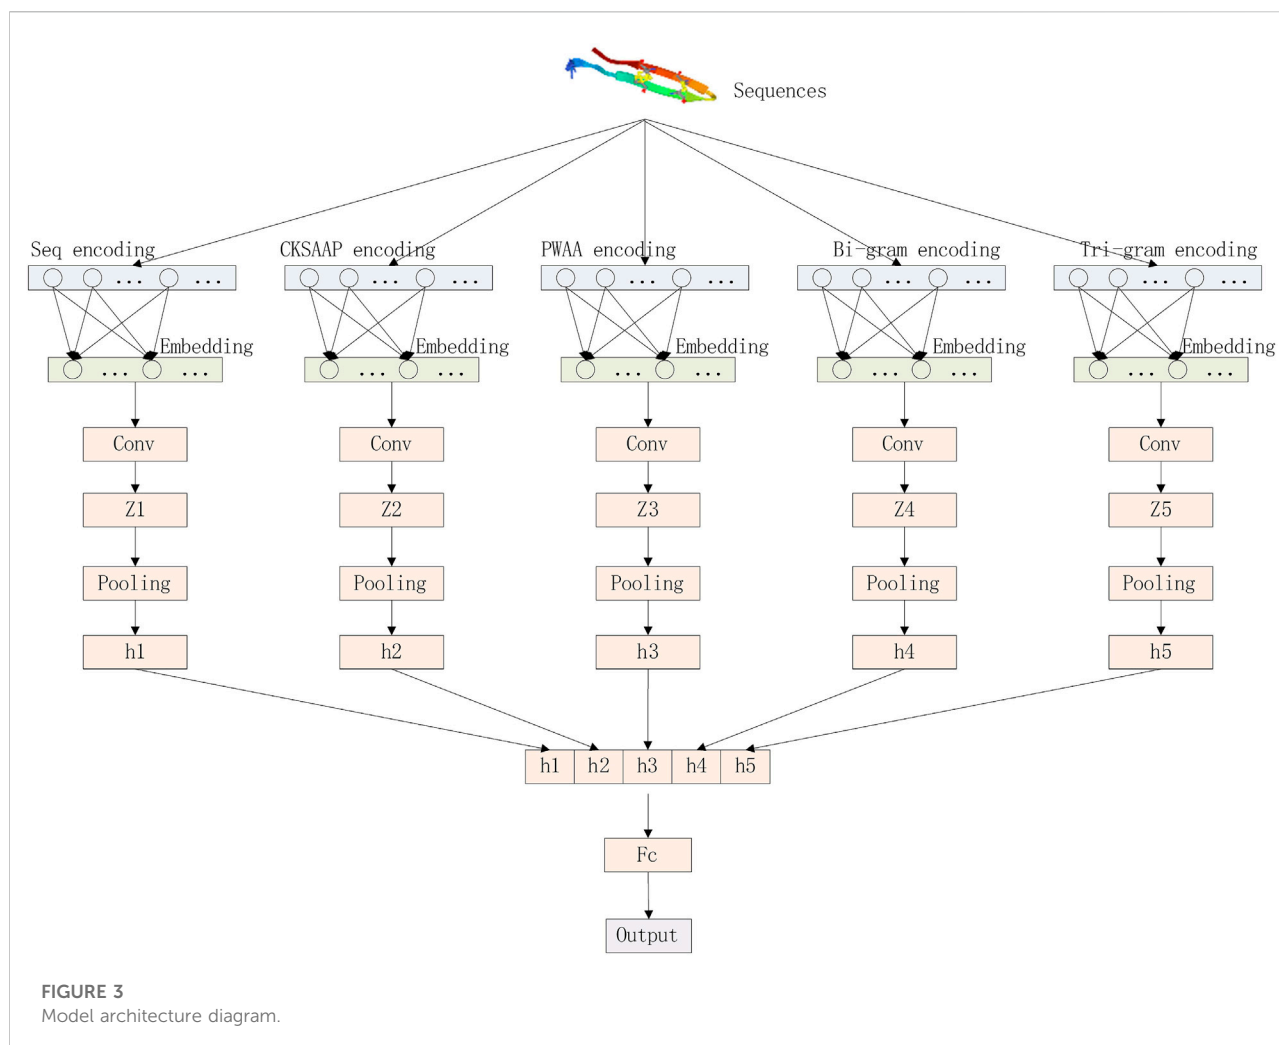 Sequences
Seq encoding CKSAAP encoding PWAA encoding Bi-gram encoding Tri-gram encoding
... ... ... ... ... ... ... ... ... ...
Embedding Embedding Embedding Embedding Embedding
... ... ... ... ... ... ... ... ... ...
Conv Conv Conv Conv Conv
Z1 Z2 Z3 Z4 Z5
Pooling Pooling Pooling Pooling Pooling
h1 h2 h3 h4 h5
h1 h2 h3 h4 h5
Fc
Output
FIGURE 3
Model architecture diagram.